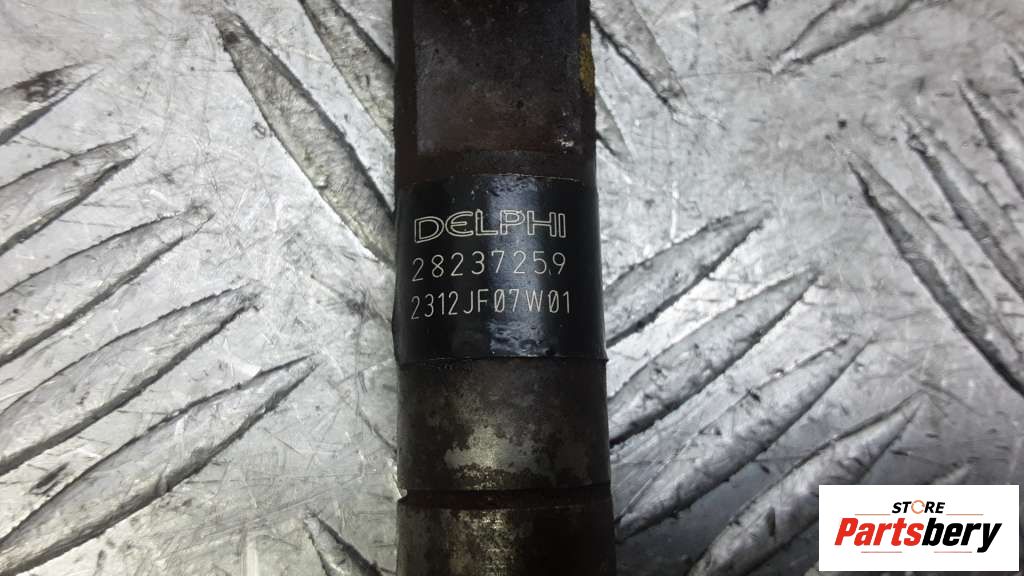 DELPHI
28237259
2312JF07W01
STORE
Partsbery